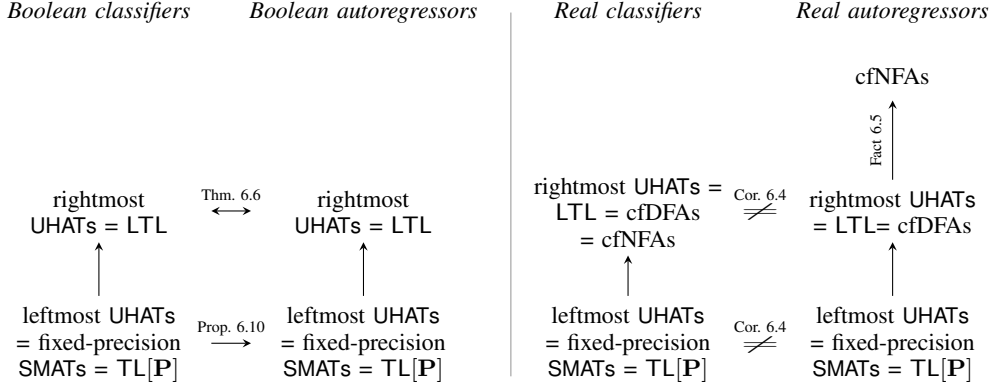 Boolean classifiers
Boolean autoregressors
Real classifiers
Real autoregressors
cfNFAs
Fact 6.5
rightmost
UHATs = LTL
Thm. 6.6
rightmost
UHATs = LTL
rightmost UHATs =
LTL = cfDFAs
= cfNFAs
Cor. 6.4
rightmost UHATs
= LTL= cfDFAs
leftmost UHATs
= fixed-precision
SMATs = TL[P]
Prop. 6.10
leftmost UHATs
= fixed-precision
SMATs = TL[P]
leftmost UHATs
= fixed-precision
SMATs = TL[P]
Cor. 6.4
leftmost UHATs
= fixed-precision
SMATs = TL[P]